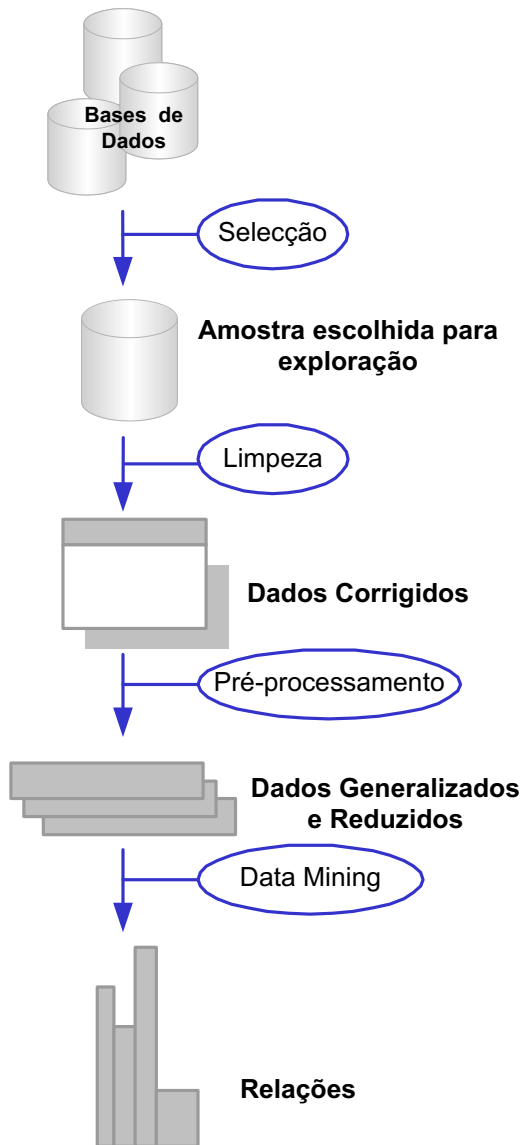 Bases de
Dados
Selecção
Amostra escolhida para
exploração
Limpeza
Dados Corrigidos
Pré-processamento
Dados Generalizados
e Reduzidos
Data Mining
Relações